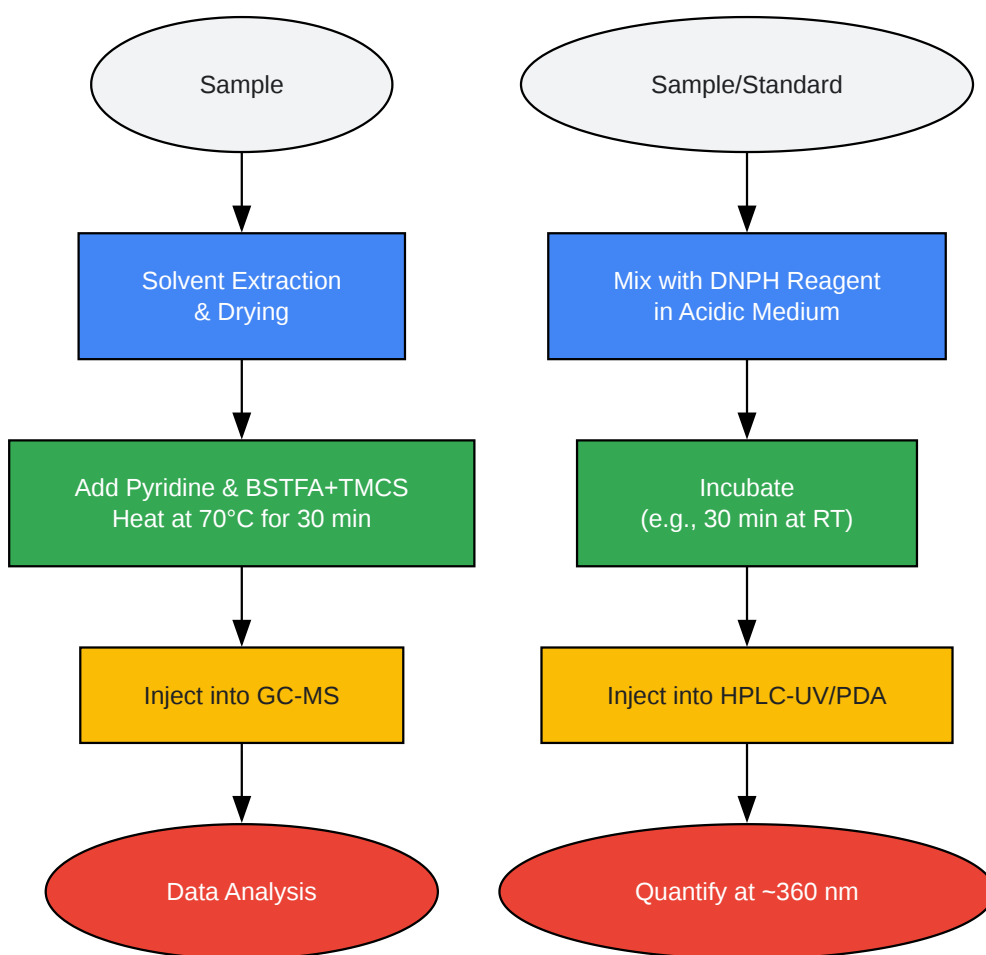 Sample
Solvent Extraction
& Drying
Add Pyridine & BSTFA+TMCS
Heat at 70°C for 30 min
Inject into GC-MS
Data Analysis
Sample/Standard
Mix with DNPH Reagent
in Acidic Medium
Incubate
(e.g., 30 min at RT)
Inject into HPLC-UV/PDA
Quantify at ~360 nm